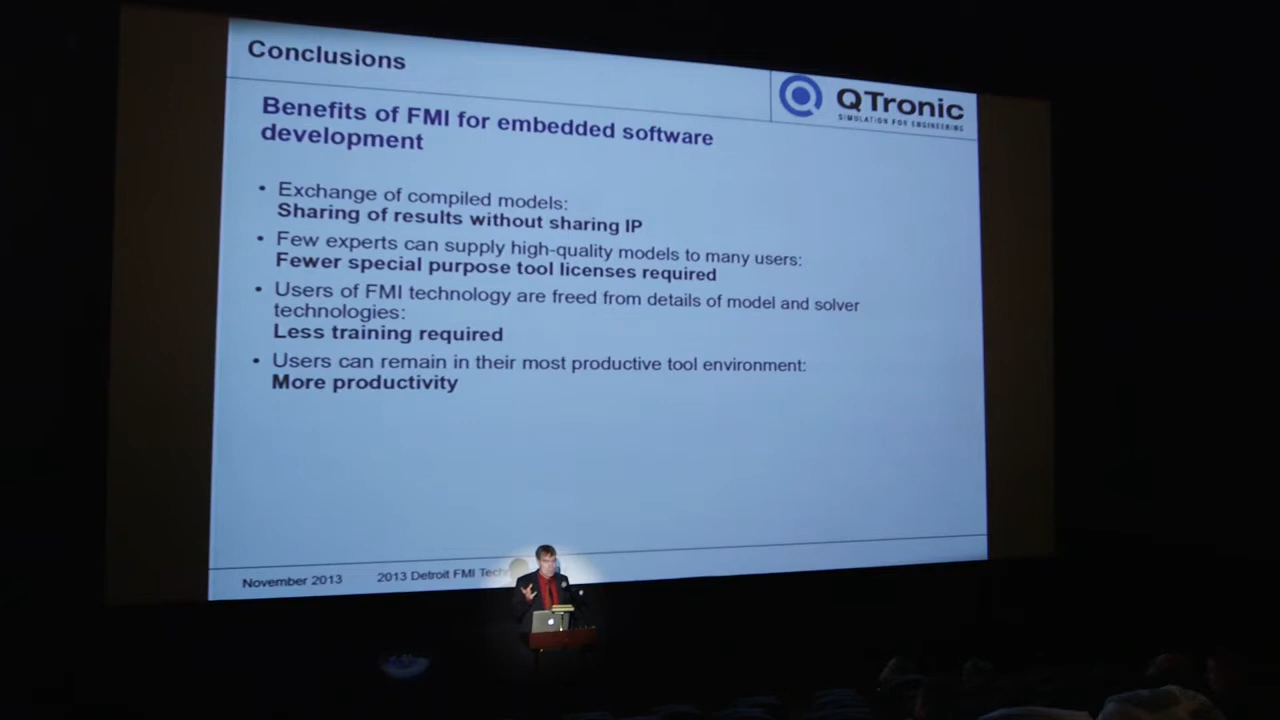 Conclusions
QTronic
SIMULATION FOR ENGINEERING
Benefits of FMI for embedded software
development
• Exchange of compiled models:
Sharing of results without sharing IP
• Few experts can supply high-quality models to many users:
Fewer special purpose tool licenses required
• Users of FMI technology are freed from details of model and solver
technologies:
Less training required
• Users can remain in their most productive tool environment:
More productivity
November 2013 2013 Detroit FMI